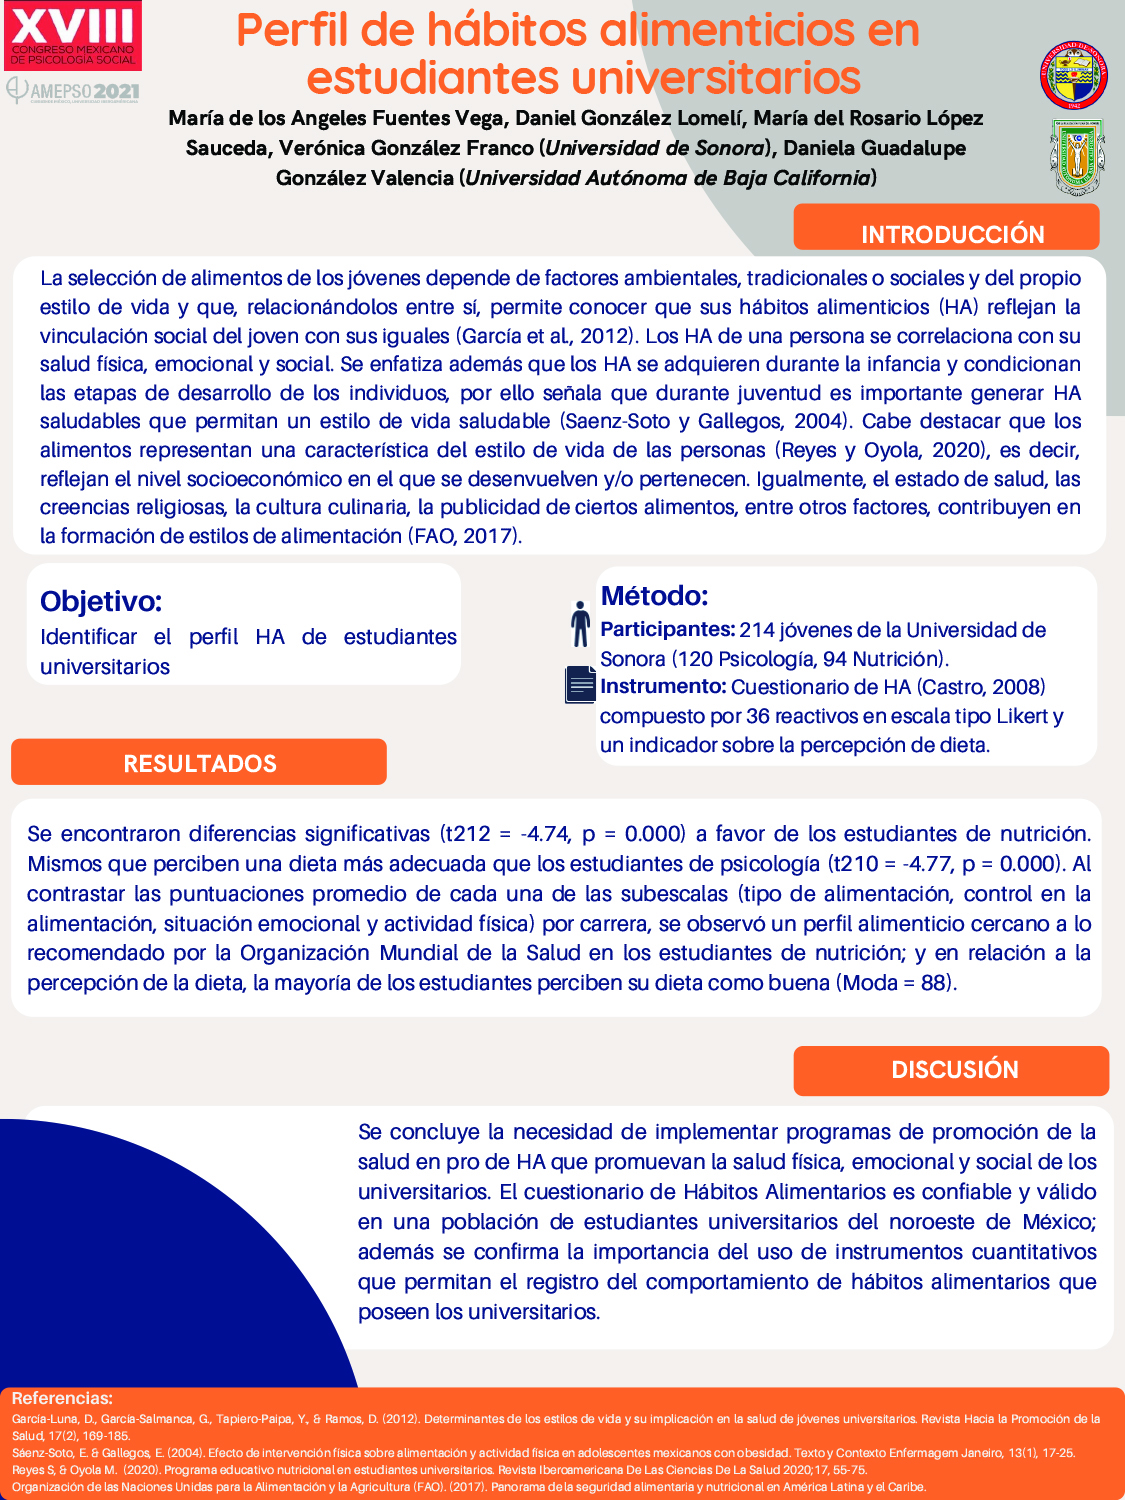 XVIII
CONGRESO MEXICANO
DE PSICOLOGÍA SOCIAL
AMEPSO 2021
Perfil de hábitos alimenticios en
estudiantes universitarios
María de los Angeles Fuentes Vega, Daniel González Lomelí, María del Rosario López
Sauceda, Verónica González Franco (Universidad de Sonora), Daniela Guadalupe
González Valencia (Universidad Autónoma de Baja California)
UNIVERSIDAD DE SONORA
1942
INTRODUCCIÓN
La selección de alimentos de los jóvenes depende de factores ambientales, tradicionales o sociales y del propio
estilo de vida y que, relacionándolos entre sí, permite conocer que sus hábitos alimenticios (HA) reflejan la
vinculación social del joven con sus iguales (García et al., 2012). Los HA de una persona se correlaciona con su
salud física, emocional y social. Se enfatiza además que los HA se adquieren durante la infancia y condicionan
las etapas de desarrollo de los individuos, por ello señala que durante juventud es importante generar HA
saludables que permitan un estilo de vida saludable (Saenz-Soto y Gallegos, 2004). Cabe destacar que los
alimentos representan una característica del estilo de vida de las personas (Reyes y Oyola, 2020), es decir,
reflejan el nivel socioeconómico en el que se desenvuelven y/o pertenecen. Igualmente, el estado de salud, las
creencias religiosas, la cultura culinaria, la publicidad de ciertos alimentos, entre otros factores, contribuyen en
la formación de estilos de alimentación (FAO, 2017).
Objetivo:
Identificar el perfil HA de estudiantes
universitarios
Método:
Participantes: 214 jóvenes de la Universidad de
Sonora (120 Psicología, 94 Nutrición).
Instrumento: Cuestionario de HA (Castro, 2008)
compuesto por 36 reactivos en escala tipo Likert y
un indicador sobre la percepción de dieta.
RESULTADOS
Se encontraron diferencias significativas (t212 = -4.74, p = 0.000) a favor de los estudiantes de nutrición.
Mismos que perciben una dieta más adecuada que los estudiantes de psicología (t210 = -4.77, p = 0.000). Al
contrastar las puntuaciones promedio de cada una de las subescalas (tipo de alimentación, control en la
alimentación, situación emocional y actividad física) por carrera, se observó un perfil alimenticio cercano a lo
recomendado por la Organización Mundial de la Salud en los estudiantes de nutrición; y en relación a la
percepción de la dieta, la mayoría de los estudiantes perciben su dieta como buena (Moda = 88).
DISCUSIÓN
Se concluye la necesidad de implementar programas de promoción de la
salud en pro de HA que promuevan la salud física, emocional y social de los
universitarios. El cuestionario de Hábitos Alimentarios es confiable y válido
en una población de estudiantes universitarios del noroeste de México;
además se confirma la importancia del uso de instrumentos cuantitativos
que permitan el registro del comportamiento de hábitos alimentarios que
poseen los universitarios.
Referencias:
García-Luna, D., García-Salmanca, G., Tapiero-Paipa, Y., & Ramos, D. (2012). Determinantes de los estilos de vida y su implicación en la salud de jóvenes universitarios. Revista Hacia la Promoción de la
Salud, 17(2), 169-185.
Sáenz-Soto, E. & Gallegos, E. (2004). Efecto de intervención física sobre alimentación y actividad física en adolescentes mexicanos con obesidad. Texto y Contexto Enfermagem Janeiro, 13(1), 17-25.
Reyes S, & Oyola M. (2020). Programa educativo nutricional en estudiantes universitarios. Revista Iberoamericana De Las Ciencias De La Salud 2020;17, 55-75.
Organización de las Naciones Unidas para la Alimentación y la Agricultura (FAO). (2017). Panorama de la seguridad alimentaria y nutricional en América Latina y el Caribe.